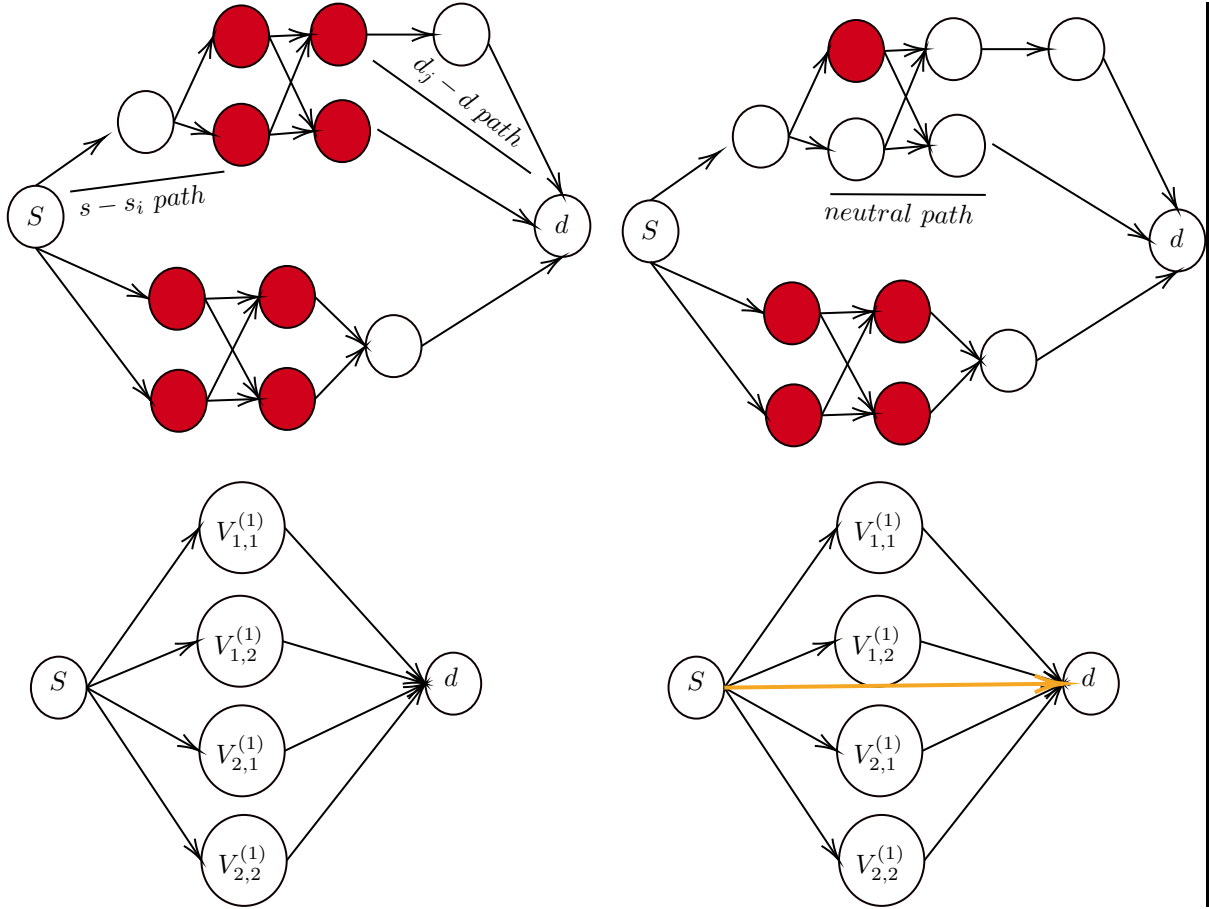 d_j − d path
s − s_i path
S
d
neutral path
S
d
V_{1,1}^{(1)}
V_{1,2}^{(1)}
S
d
V_{2,1}^{(1)}
V_{2,2}^{(1)}
V_{1,1}^{(1)}
V_{1,2}^{(1)}
S
d
V_{2,1}^{(1)}
V_{2,2}^{(1)}